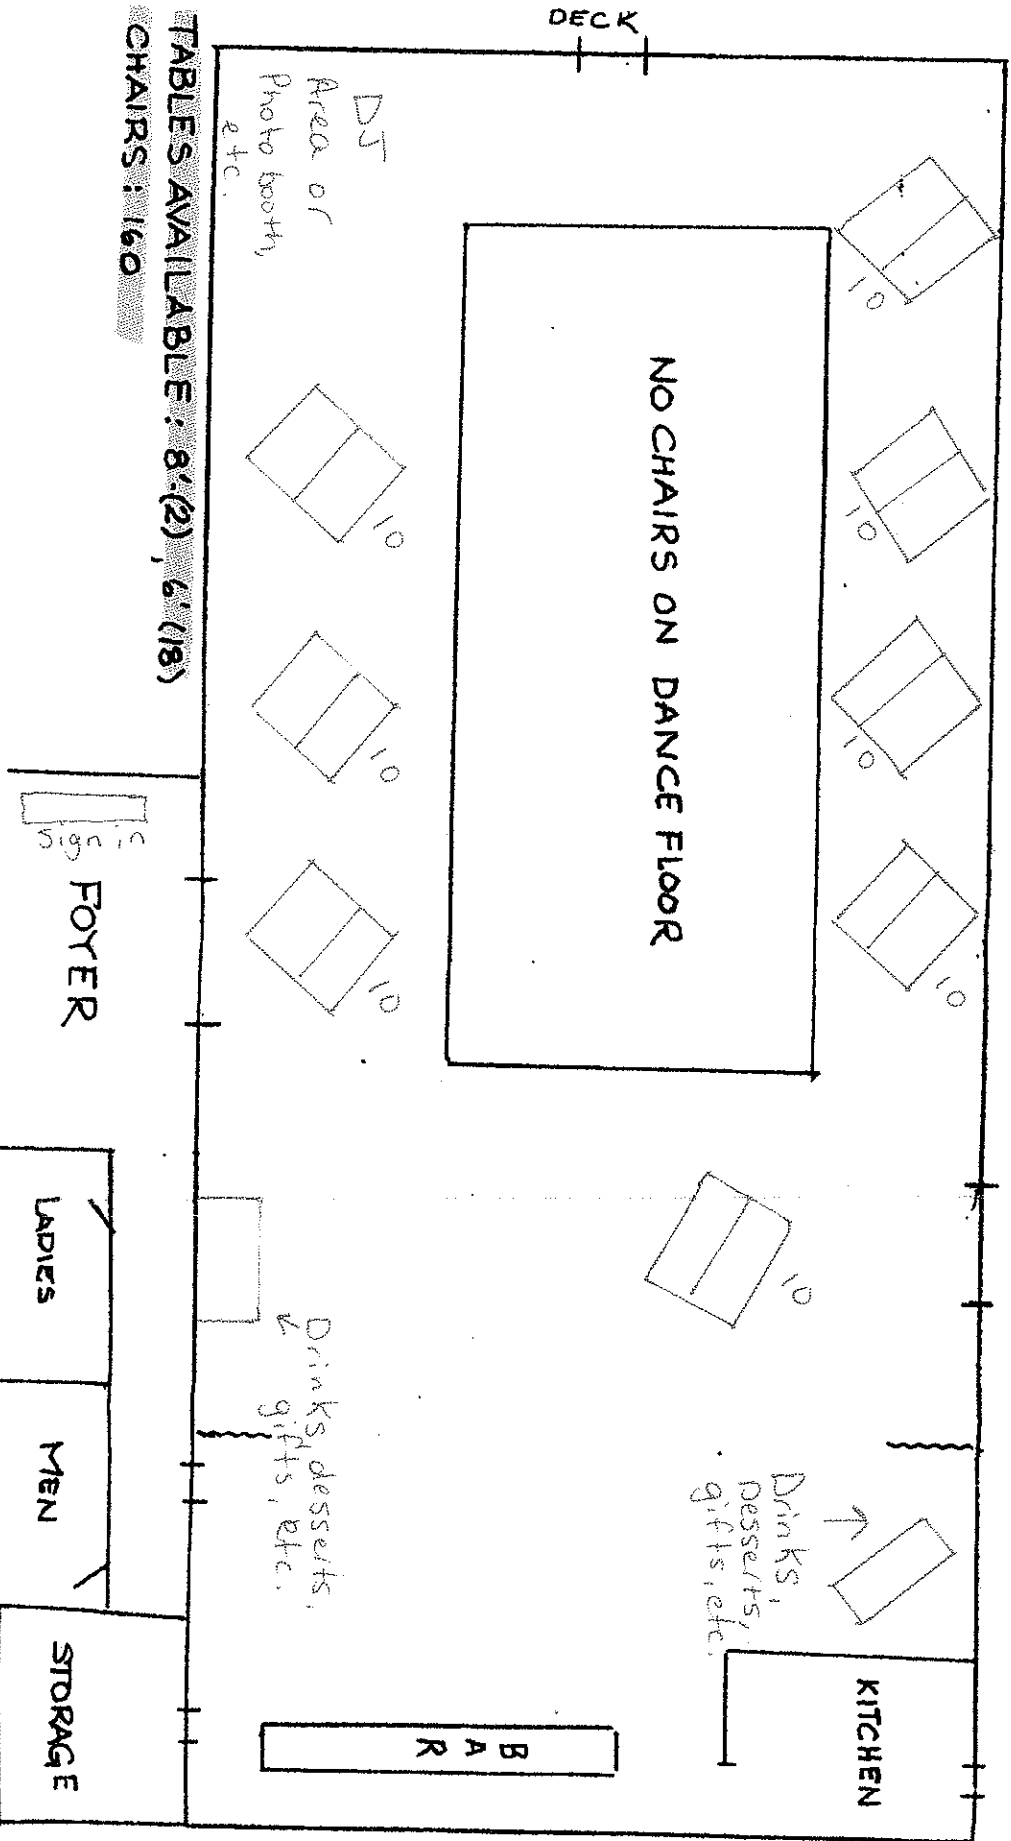 DECK
DJ
Area or
Photo booth,
etc.
TABLES AVAILABLE: 8'-(2), 6' (18)
CHAIRS: 160
NO CHAIRS ON DANCE FLOOR
10
10
10
10
10
10
10
10
Sign in
FOYER
LADIES
MEN
STORAGE
Drinks, desserts,
gifts, etc.
Drinks,
Desserts,
gifts, etc.
BAR
KITCHEN